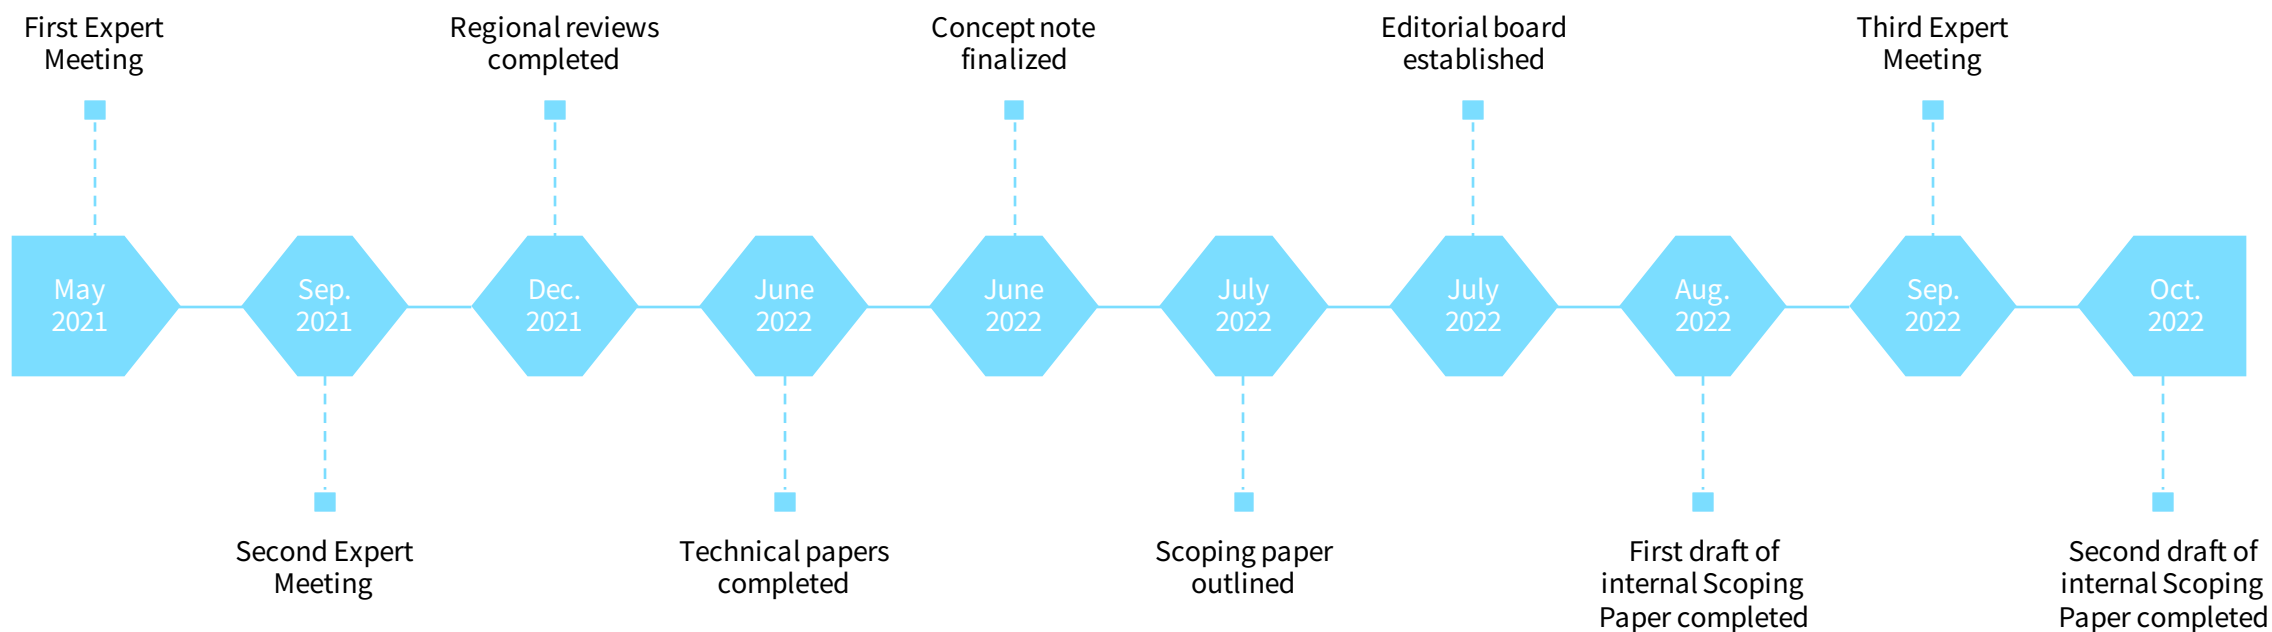 First Expert
Meeting
Regional reviews
completed
Concept note
finalized
Editorial board
established
Third Expert
Meeting
May
2021
Sep.
2021
Dec.
2021
June
2022
June
2022
July
2022
July
2022
Aug.
2022
Sep.
2022
Oct.
2022
Second Expert
Meeting
Technical papers
completed
Scoping paper
outlined
First draft of
internal Scoping
Paper completed
Second draft of
internal Scoping
Paper completed